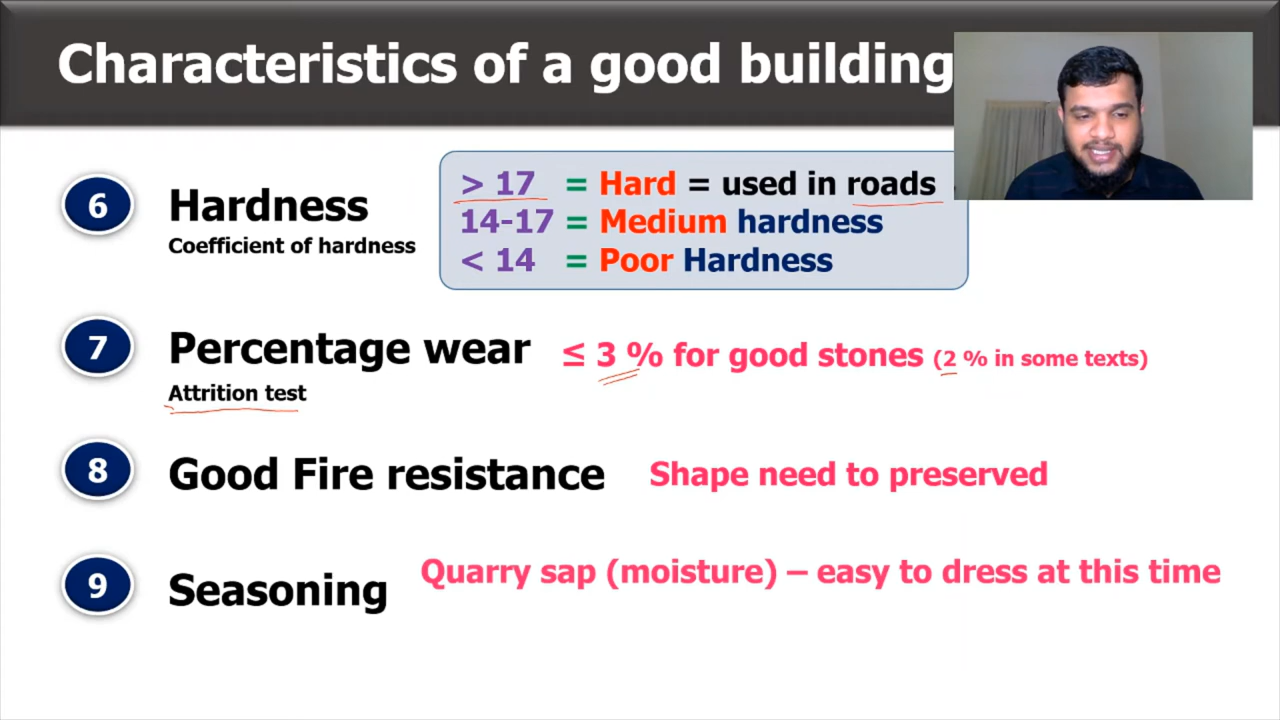 Characteristics of a good building
6
Hardness
Coefficient of hardness
> 17 = Hard = used in roads
14-17 = Medium hardness
< 14 = Poor Hardness
7
Percentage wear
≤ 3 % for good stones (2 % in some texts)
Attrition test
8
Good Fire resistance
Shape need to preserved
9
Seasoning
Quarry sap (moisture) – easy to dress at this time